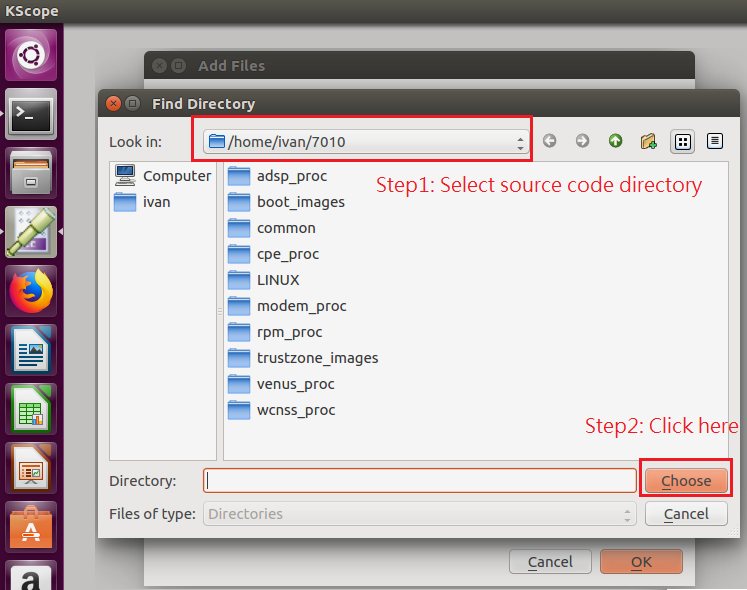 KScope
Add Files
Find Directory
Look in:
/home/ivan/7010
Computer
ivan
adsp_proc
boot_images
common
cpe_proc
LINUX
modem_proc
rpm_proc
trustzone_images
venus_proc
wcnss_proc
Step1: Select source code directory
Step2: Click here
Directory:
Choose
Files of type:
Directories
Cancel
Cancel
OK